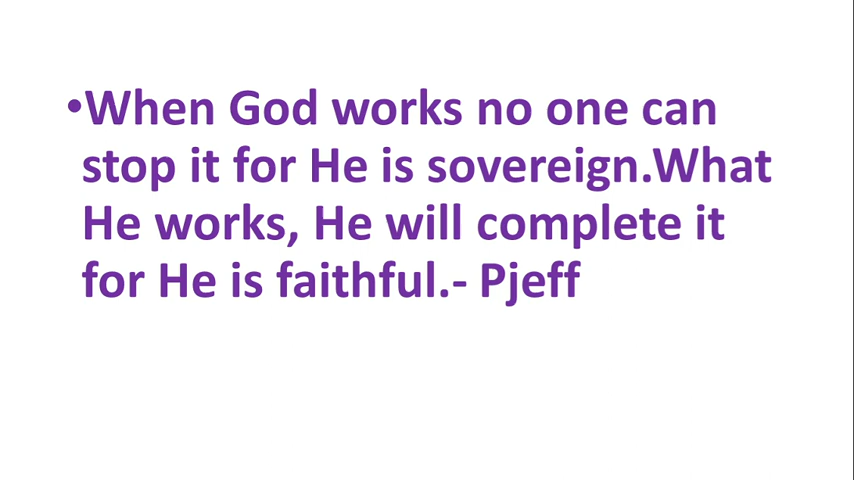 •When God works no one can
stop it for He is sovereign.What
He works, He will complete it
for He is faithful.- Pjeff